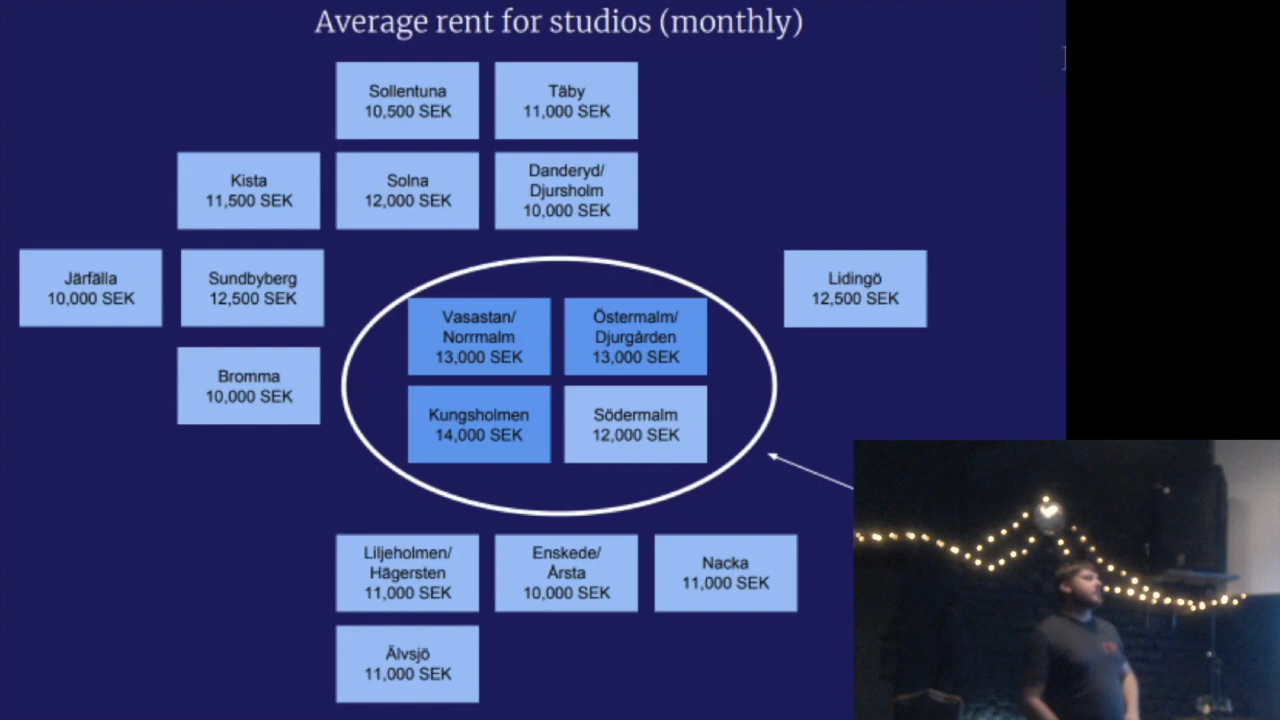 Average rent for studios (monthly)
Sollentuna
10,500 SEK
Täby
11,000 SEK
Kista
11,500 SEK
Solna
12,000 SEK
Danderyd/
Djursholm
10,000 SEK
Järfälla
10,000 SEK
Sundbyberg
12,500 SEK
Lidingö
12,500 SEK
Vasastan/
Norrmalm
13,000 SEK
Östermalm/
Djurgården
13,000 SEK
Bromma
10,000 SEK
Kungsholmen
14,000 SEK
Södermalm
12,000 SEK
Liljeholmen/
Hägersten
11,000 SEK
Enskede/
Årsta
10,000 SEK
Nacka
11,000 SEK
Älvsjö
11,000 SEK